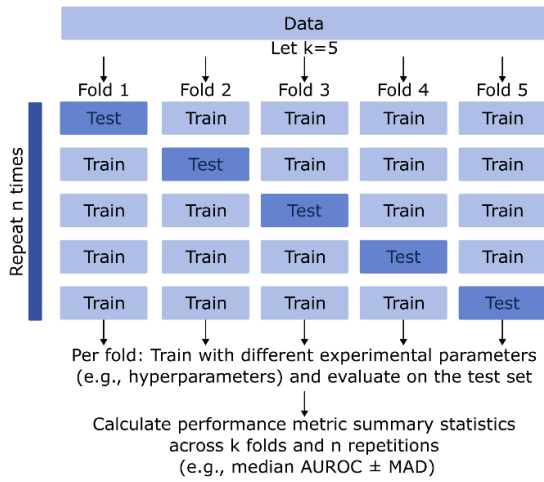 Data
Let k=5
Fold 1 Fold 2 Fold 3 Fold 4 Fold 5
Repeat n times
Test Train Train Train Train
Train Test Train Train Train
Train Train Test Train Train
Train Train Train Test Train
Train Train Train Train Test
Per fold: Train with different experimental parameters
(e.g., hyperparameters) and evaluate on the test set
Calculate performance metric summary statistics
across k folds and n repetitions
(e.g., median AUROC ± MAD)